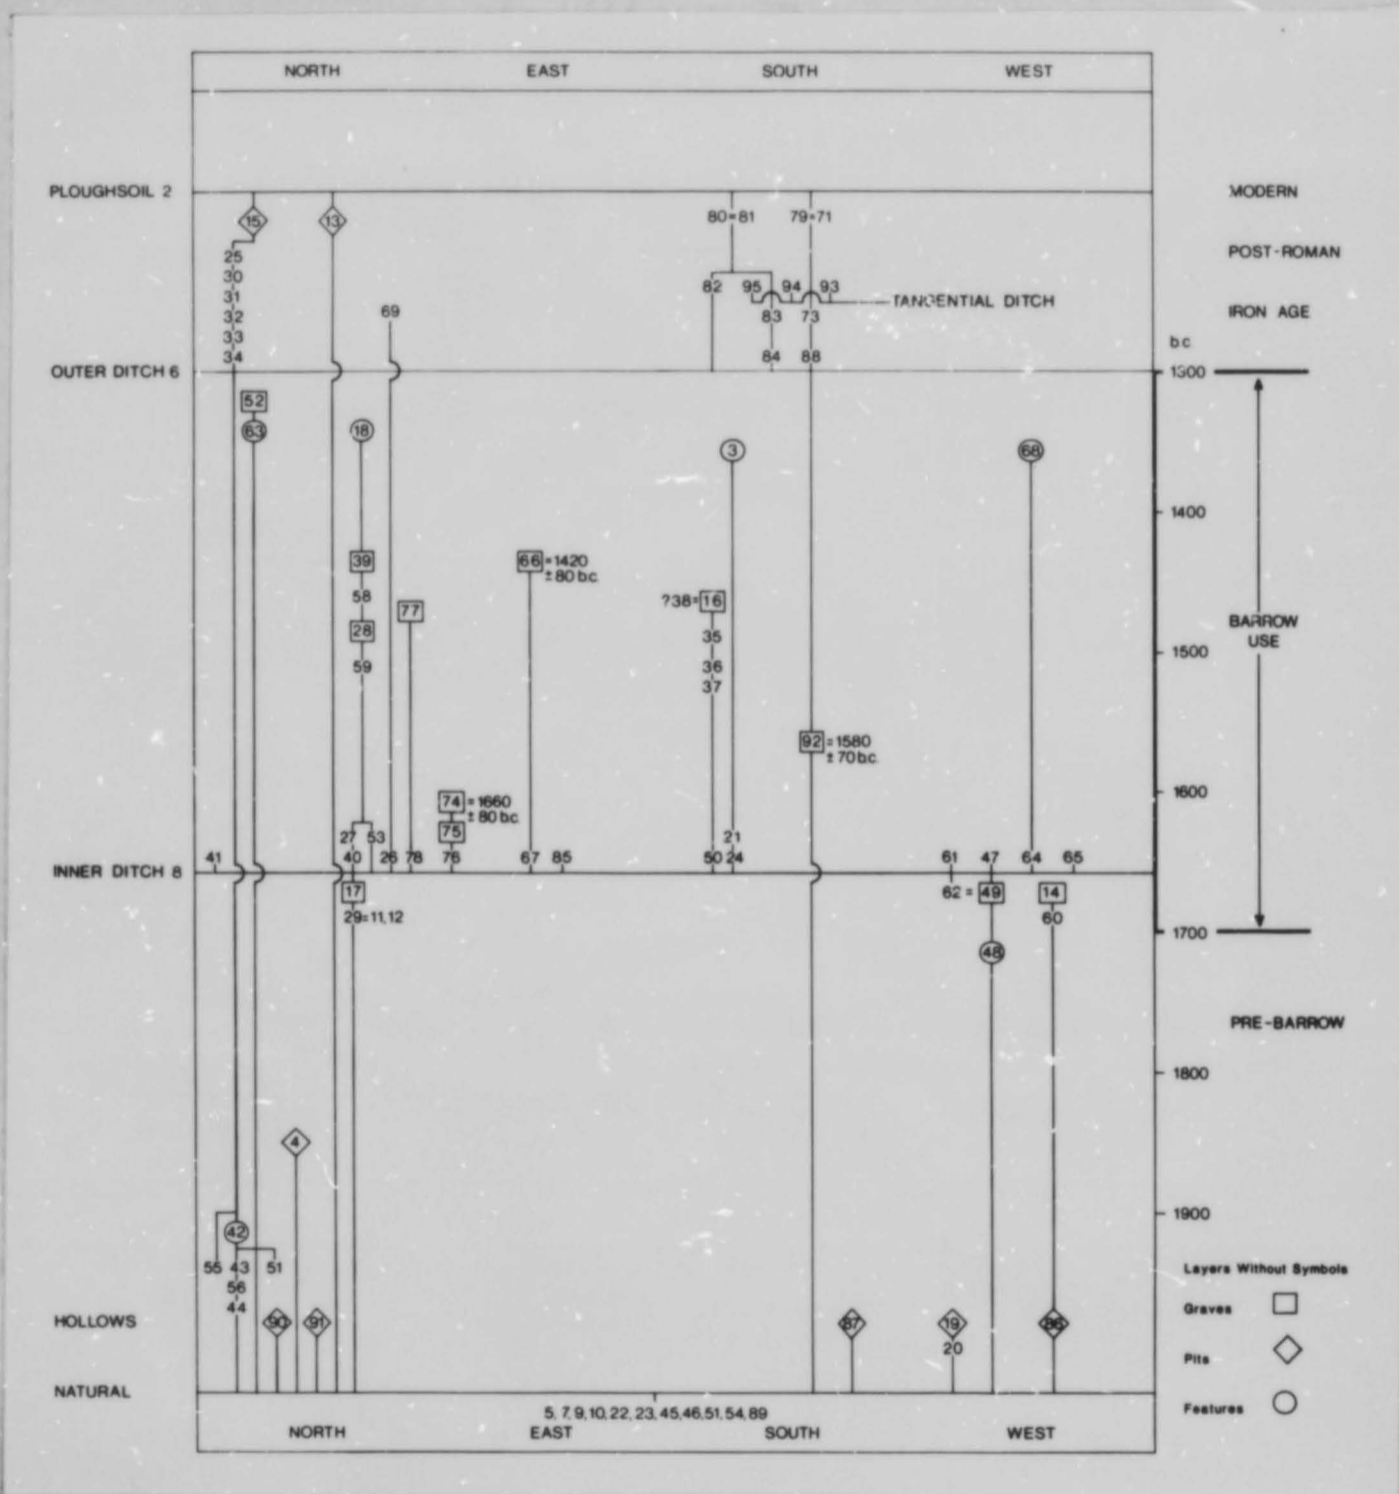 NORTH EAST SOUTH WEST
PLOUGHSOIL 2 MODERN
15 13 80=81 79=71
25 POST-ROMAN
30
31 82 95 94 93
TANGENTIAL DITCH
32 69 83 73 IRON AGE
33
34 84 88 b.c.
OUTER DITCH 6 1300
52
63 18 3 68
1400
39 66 =1420
± 80 b.c.
58 77 ?38= 16
28 35 BARROW
USE
1500
59 36
37
92 =1580
± 70 b.c.
74 =1660 1600
± 80 b.c.
75
27 53 21
41 40 26 78 76 67 85 50 24 61 47 64 65
INNER DITCH 8
17 62 = 49 14
29=11,12 60
1700
48
PRE-BARROW
1800
4
1900
42
55 43 51 Layers Without Symbols
56
44 Graves
HOLLOWS 90 91 87 19 86
20 Pits
NATURAL
5, 7, 9, 10, 22, 23, 45, 46, 51, 54, 89 Features
NORTH EAST SOUTH WEST